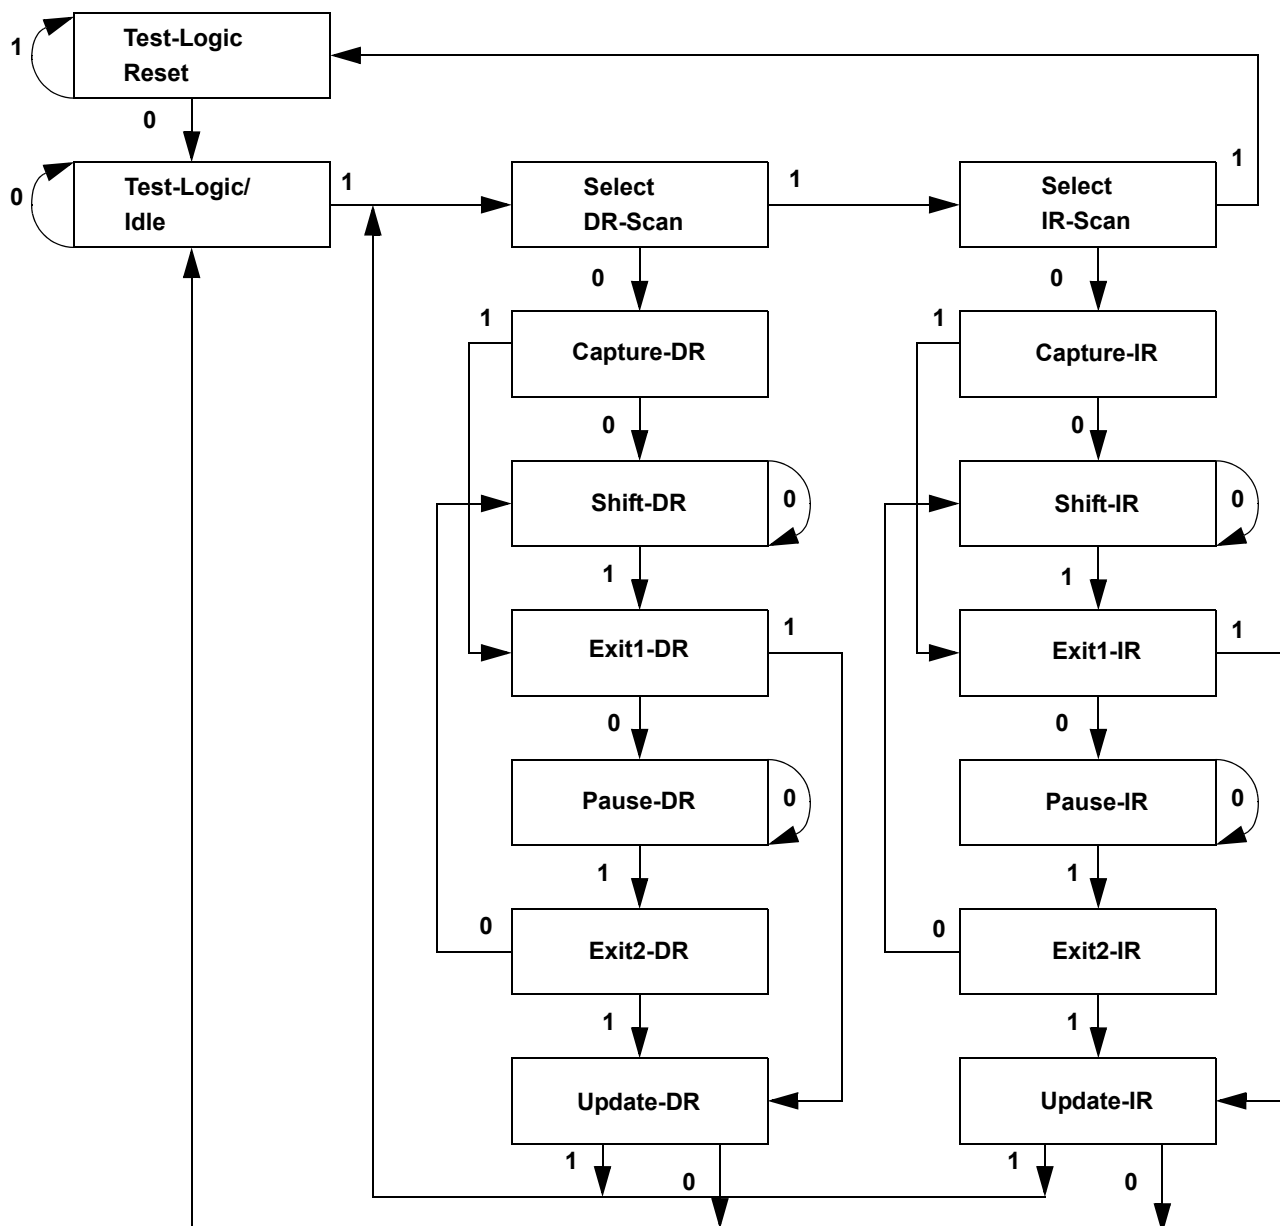 Test-Logic
Reset
1
0
Test-Logic/
Idle
0
1
Select
DR-Scan
1
Select
IR-Scan
1
0
0
1
Capture-DR
1
Capture-IR
0
0
Shift-DR
0
Shift-IR
0
1
1
Exit1-DR
1
Exit1-IR
1
0
0
Pause-DR
0
Pause-IR
0
1
1
0
Exit2-DR
0
Exit2-IR
1
1
Update-DR
Update-IR
1
0
1
0